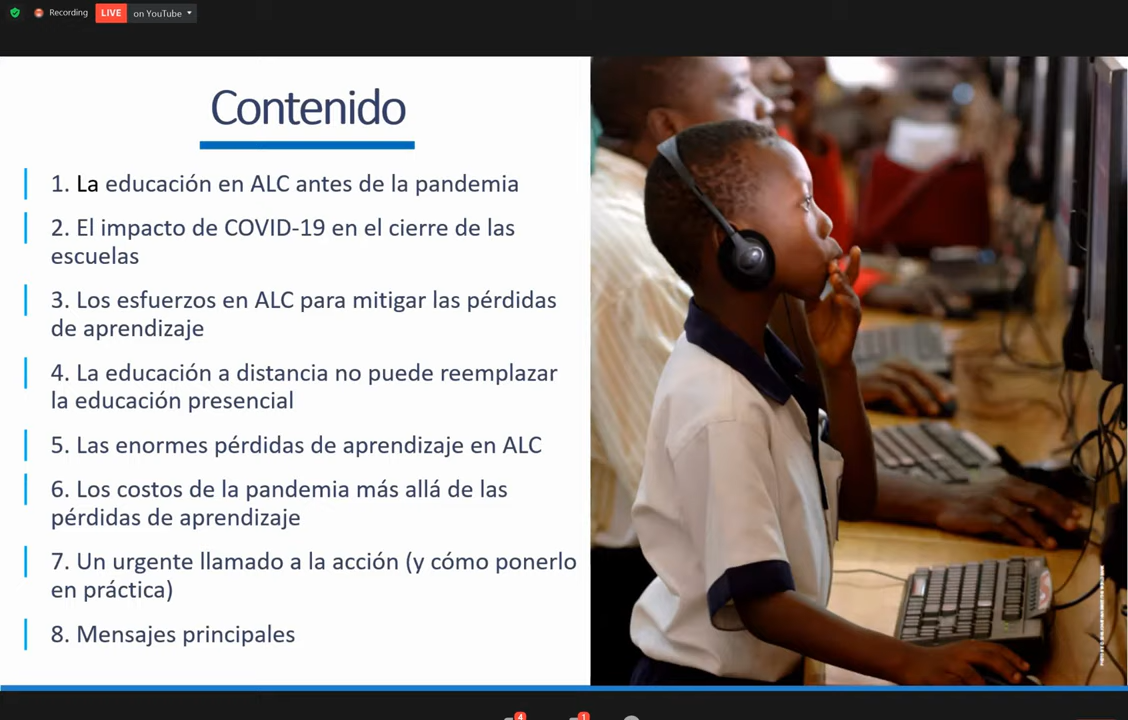 Recording LIVE on YouTube
Contenido
1. La educación en ALC antes de la pandemia
2. El impacto de COVID-19 en el cierre de las
escuelas
3. Los esfuerzos en ALC para mitigar las pérdidas
de aprendizaje
4. La educación a distancia no puede reemplazar
la educación presencial
5. Las enormes pérdidas de aprendizaje en ALC
6. Los costos de la pandemia más allá de las
pérdidas de aprendizaje
7. Un urgente llamado a la acción (y cómo ponerlo
en práctica)
8. Mensajes principales
4 1